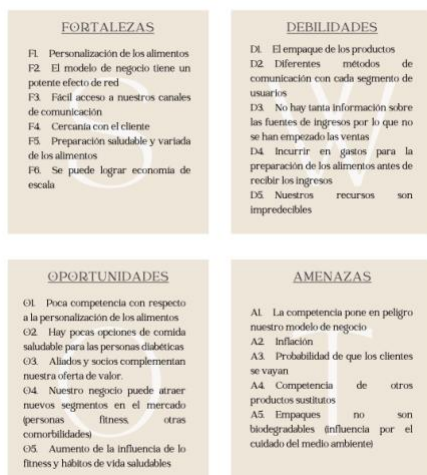 FORTALEZAS
F1. Personalización de los alimentos
F2. El modelo de negocio tiene un
potente efecto de red
F3. Fácil acceso a nuestros canales
de comunicación
F4. Cercanía con el cliente
F5. Preparación saludable y variada
de los alimentos
F6. Se puede lograr economía de
escala
DEBILIDADES
D1. El empaque de los productos
D2. Diferentes métodos de
comunicación con cada segmento de
usuarios
D3. No hay tanta información sobre
las fuentes de ingresos por lo que no
se han empezado las ventas
D4. Incurrir en gastos para la
preparación de los alimentos antes de
recibir los ingresos
D5. Nuestros recursos son
impredecibles
OPORTUNIDADES
O1. Poca competencia con respecto
a la personalización de los alimentos
O2. Hay pocas opciones de comida
saludable para las personas diabéticas
O3. Aliados y socios complementan
nuestra oferta de valor.
O4. Nuestro negocio puede atraer
nuevos segmentos en el mercado
(personas fitness, otras
comorbilidades)
O5. Aumento de la influencia de lo
fitness y hábitos de vida saludables
AMENAZAS
A1. La competencia pone en peligro
nuestro modelo de negocio
A2. Inflación
A3. Probabilidad de que los clientes
se vayan
A4. Competencia de otros
productos sustitutos
A5. Empaques no son
biodegradables (influencia por el
cuidado del medio ambiente)
S
W
O
T